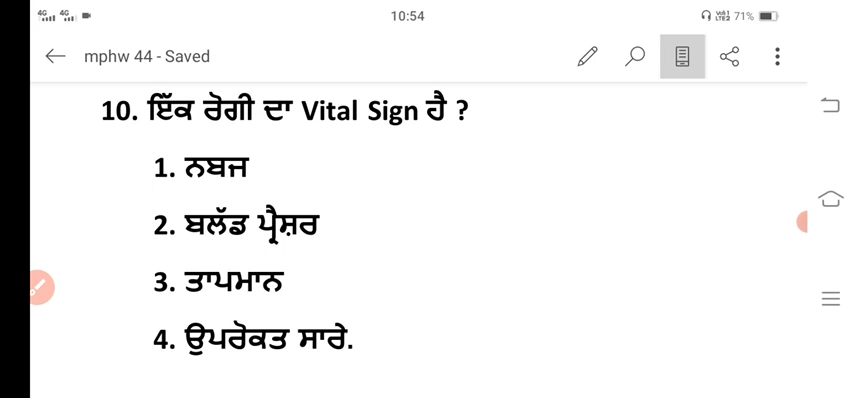 10:54
71%
mphw 44 - Saved
10. ਇੱਕ ਰੋਗੀ ਦਾ Vital Sign ਹੈ ?
1. ਨਬਜ
2. ਬਲੱਡ ਪ੍ਰੈਸ਼ਰ
3. ਤਾਪਮਾਨ
4. ਉਪਰੋਕਤ ਸਾਰੇ.